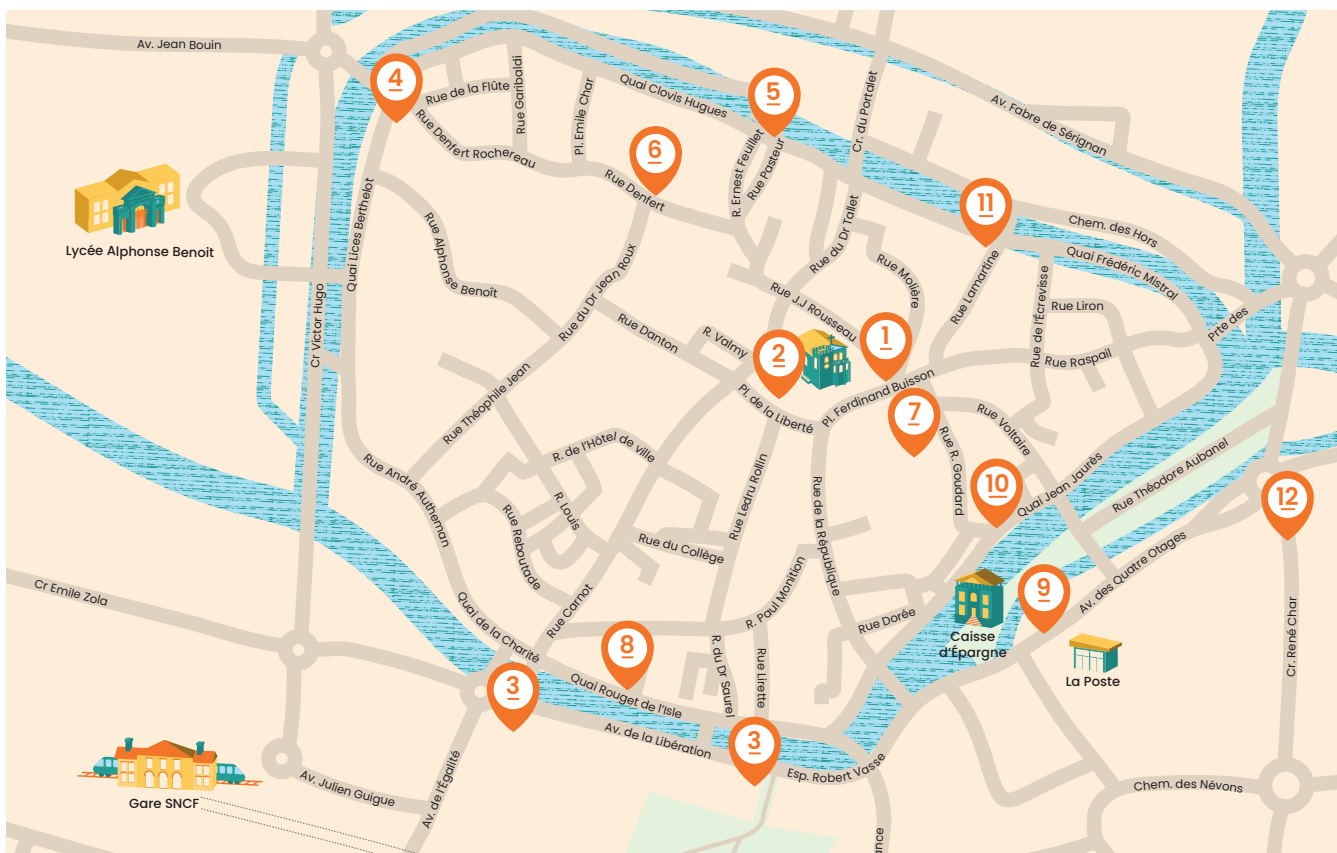 Av. Jean Bouin
4
Rue de la Flûte
Rue Garibaldi
Pl. Emile Char
Quai Clovis Hugues
5
Cr. du Portalet
Av. Fabre de Sérignan
Rue Denfert Rochereau
6
Rue Denfert
R. Ernest Feuillet
Rue Pasteur
11
Chem. des Hors
Lycée Alphonse Benoit
Quai Lices Berthelot
Rue Alphonse Benoît
Rue du Dr Jean Roux
Rue du Dr Tallet
Rue Molière
Rue Lamartine
Quai Frédéric Mistral
Cr Victor Hugo
Rue J.J Rousseau
Rue de l'Écrevisse
Rue Liron
Prte des
Rue Danton
R. Valmy
2
1
Rue Raspail
Pl. de la Liberté
Pl. Ferdinand Buisson
7
Rue Voltaire
Rue Théophile Jean
Rue R. Goudard
10
Quai Jean Jaurès
Rue Théodore Aubanel
12
Rue André Autheman
R. de l'Hôtel de ville
R. Louis
Rue Ledru Rollin
Rue de la République
Rue Reboutade
Rue du Collège
Av. des Quatre Otages
Cr Emile Zola
Quai de la Charité
Rue Carnot
R. Paul Monition
Rue Dorée
9
Caisse
d'Épargne
La Poste
Cr. René Char
8
R. du Dr Saurel
Rue Lirette
3
Quai Rouget de l'Isle
Av. de la Libération
3
Esp. Robert Vasse
Gare SNCF
Av. Julien Guigue
Av. de l'Égalité
Chem. des Névons
ance